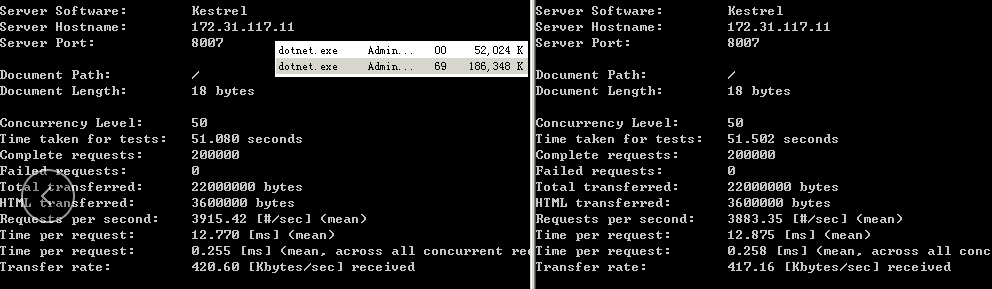 Server Software: Kestrel
Server Hostname: 172.31.117.11
Server Port: 8007
dotnet.exe Admin... 00 52,024 K
dotnet.exe Admin... 69 186,348 K
Document Path: /
Document Length: 18 bytes
Concurrency Level: 50
Time taken for tests: 51.080 seconds
Complete requests: 200000
Failed requests: 0
Total transferred: 22000000 bytes
HTML transferred: 3600000 bytes
Requests per second: 3915.42 [#/sec] (mean)
Time per request: 12.770 [ms] (mean)
Time per request: 0.255 [ms] (mean, across all concurrent rec
Transfer rate: 420.60 [Kbytes/sec] received
Server Software: Kestrel
Server Hostname: 172.31.117.11
Server Port: 8007
Document Path: /
Document Length: 18 bytes
Concurrency Level: 50
Time taken for tests: 51.502 seconds
Complete requests: 200000
Failed requests: 0
Total transferred: 22000000 bytes
HTML transferred: 3600000 bytes
Requests per second: 3883.35 [#/sec] (mean)
Time per request: 12.875 [ms] (mean)
Time per request: 0.258 [ms] (mean, across all conc
Transfer rate: 417.16 [Kbytes/sec] received